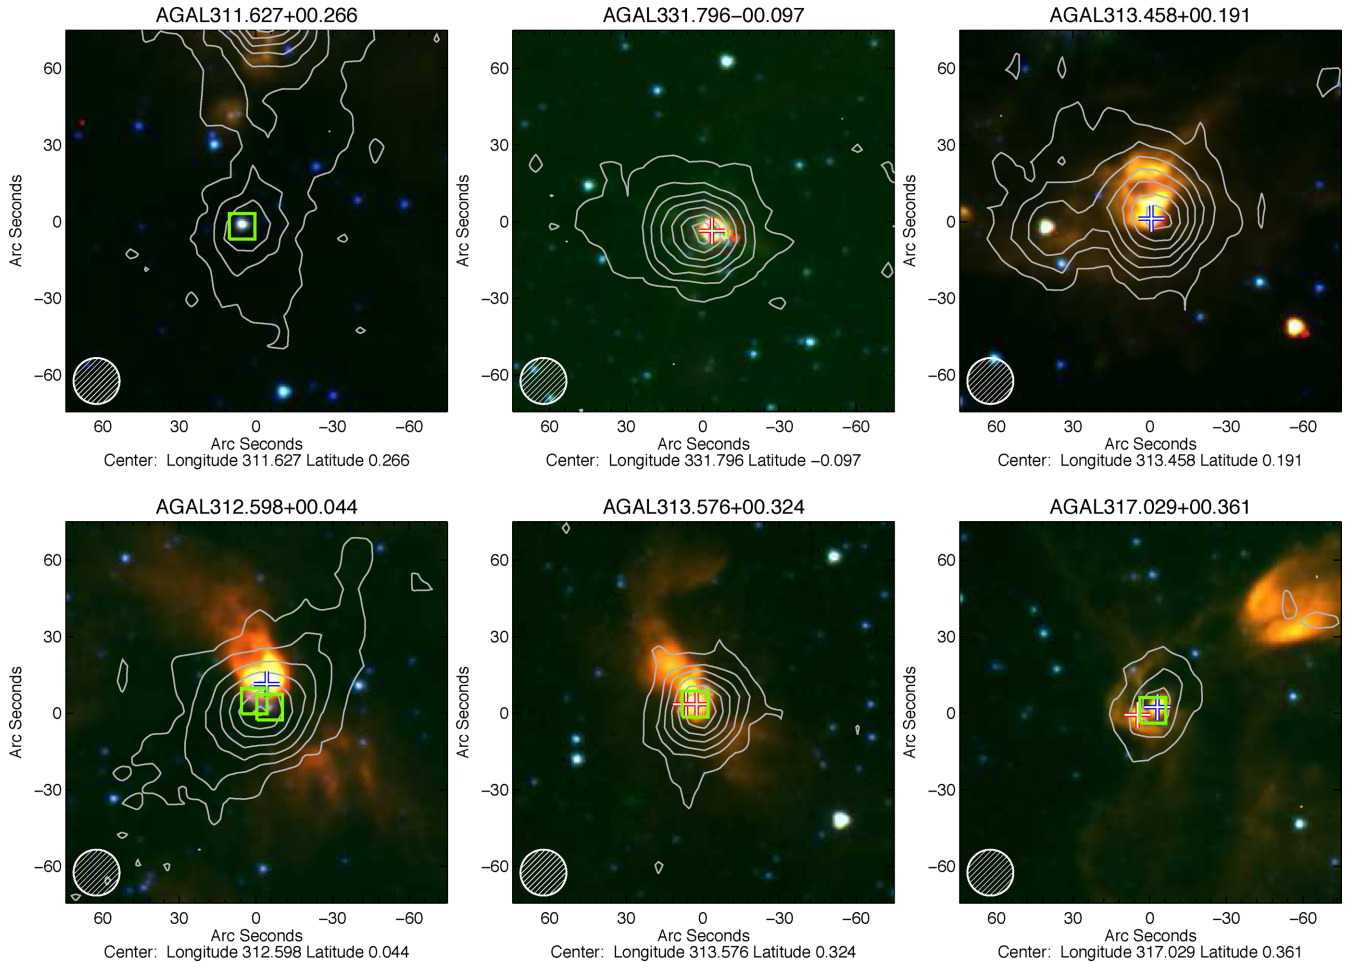 AGAL311.627+00.266 AGAL331.796−00.097 AGAL313.458+00.191
60 60 60
30 30 30
0 0 0
−30 −30 −30
−60 −60 −60
Arc Seconds Arc Seconds Arc Seconds
60 30 0 −30 −60 60 30 0 −30 −60 60 30 0 −30 −60
Arc Seconds Arc Seconds Arc Seconds
Center: Longitude 311.627 Latitude 0.266 Center: Longitude 331.796 Latitude −0.097 Center: Longitude 313.458 Latitude 0.191
AGAL312.598+00.044 AGAL313.576+00.324 AGAL317.029+00.361
60 60 60
30 30 30
0 0 0
−30 −30 −30
−60 −60 −60
Arc Seconds Arc Seconds Arc Seconds
60 30 0 −30 −60 60 30 0 −30 −60 60 30 0 −30 −60
Arc Seconds Arc Seconds Arc Seconds
Center: Longitude 312.598 Latitude 0.044 Center: Longitude 313.576 Latitude 0.324 Center: Longitude 317.029 Latitude 0.361